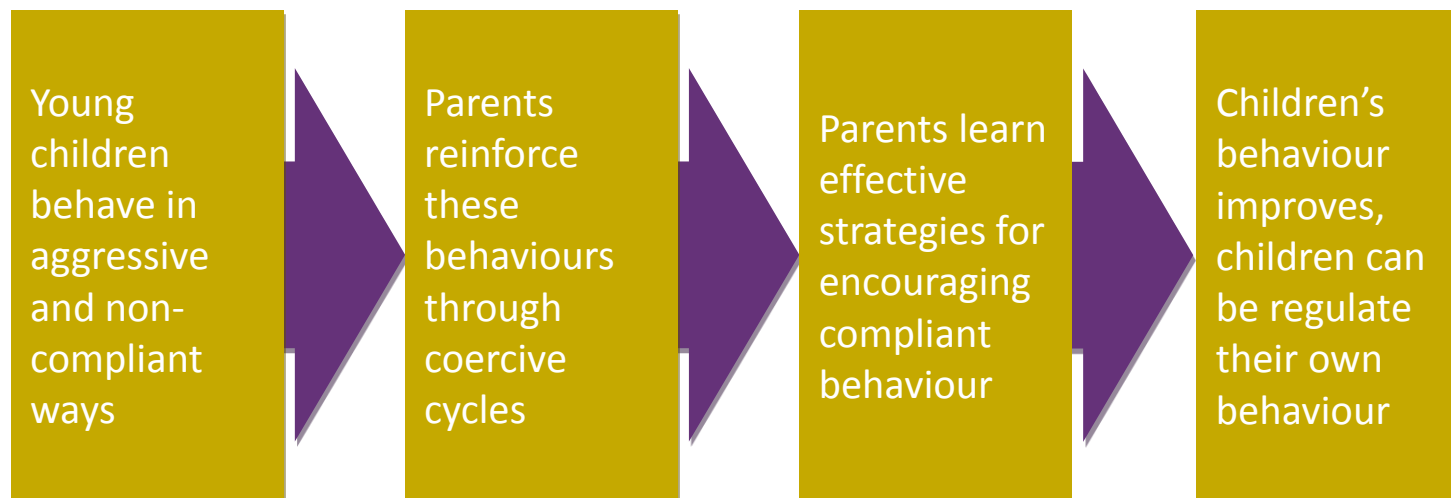 Young
children
behave in
aggressive
and non-
compliant
ways
Parents
reinforce
these
behaviours
through
coercive
cycles
Parents learn
effective
strategies for
encouraging
compliant
behaviour
Children’s
behaviour
improves,
children can
be regulate
their own
behaviour